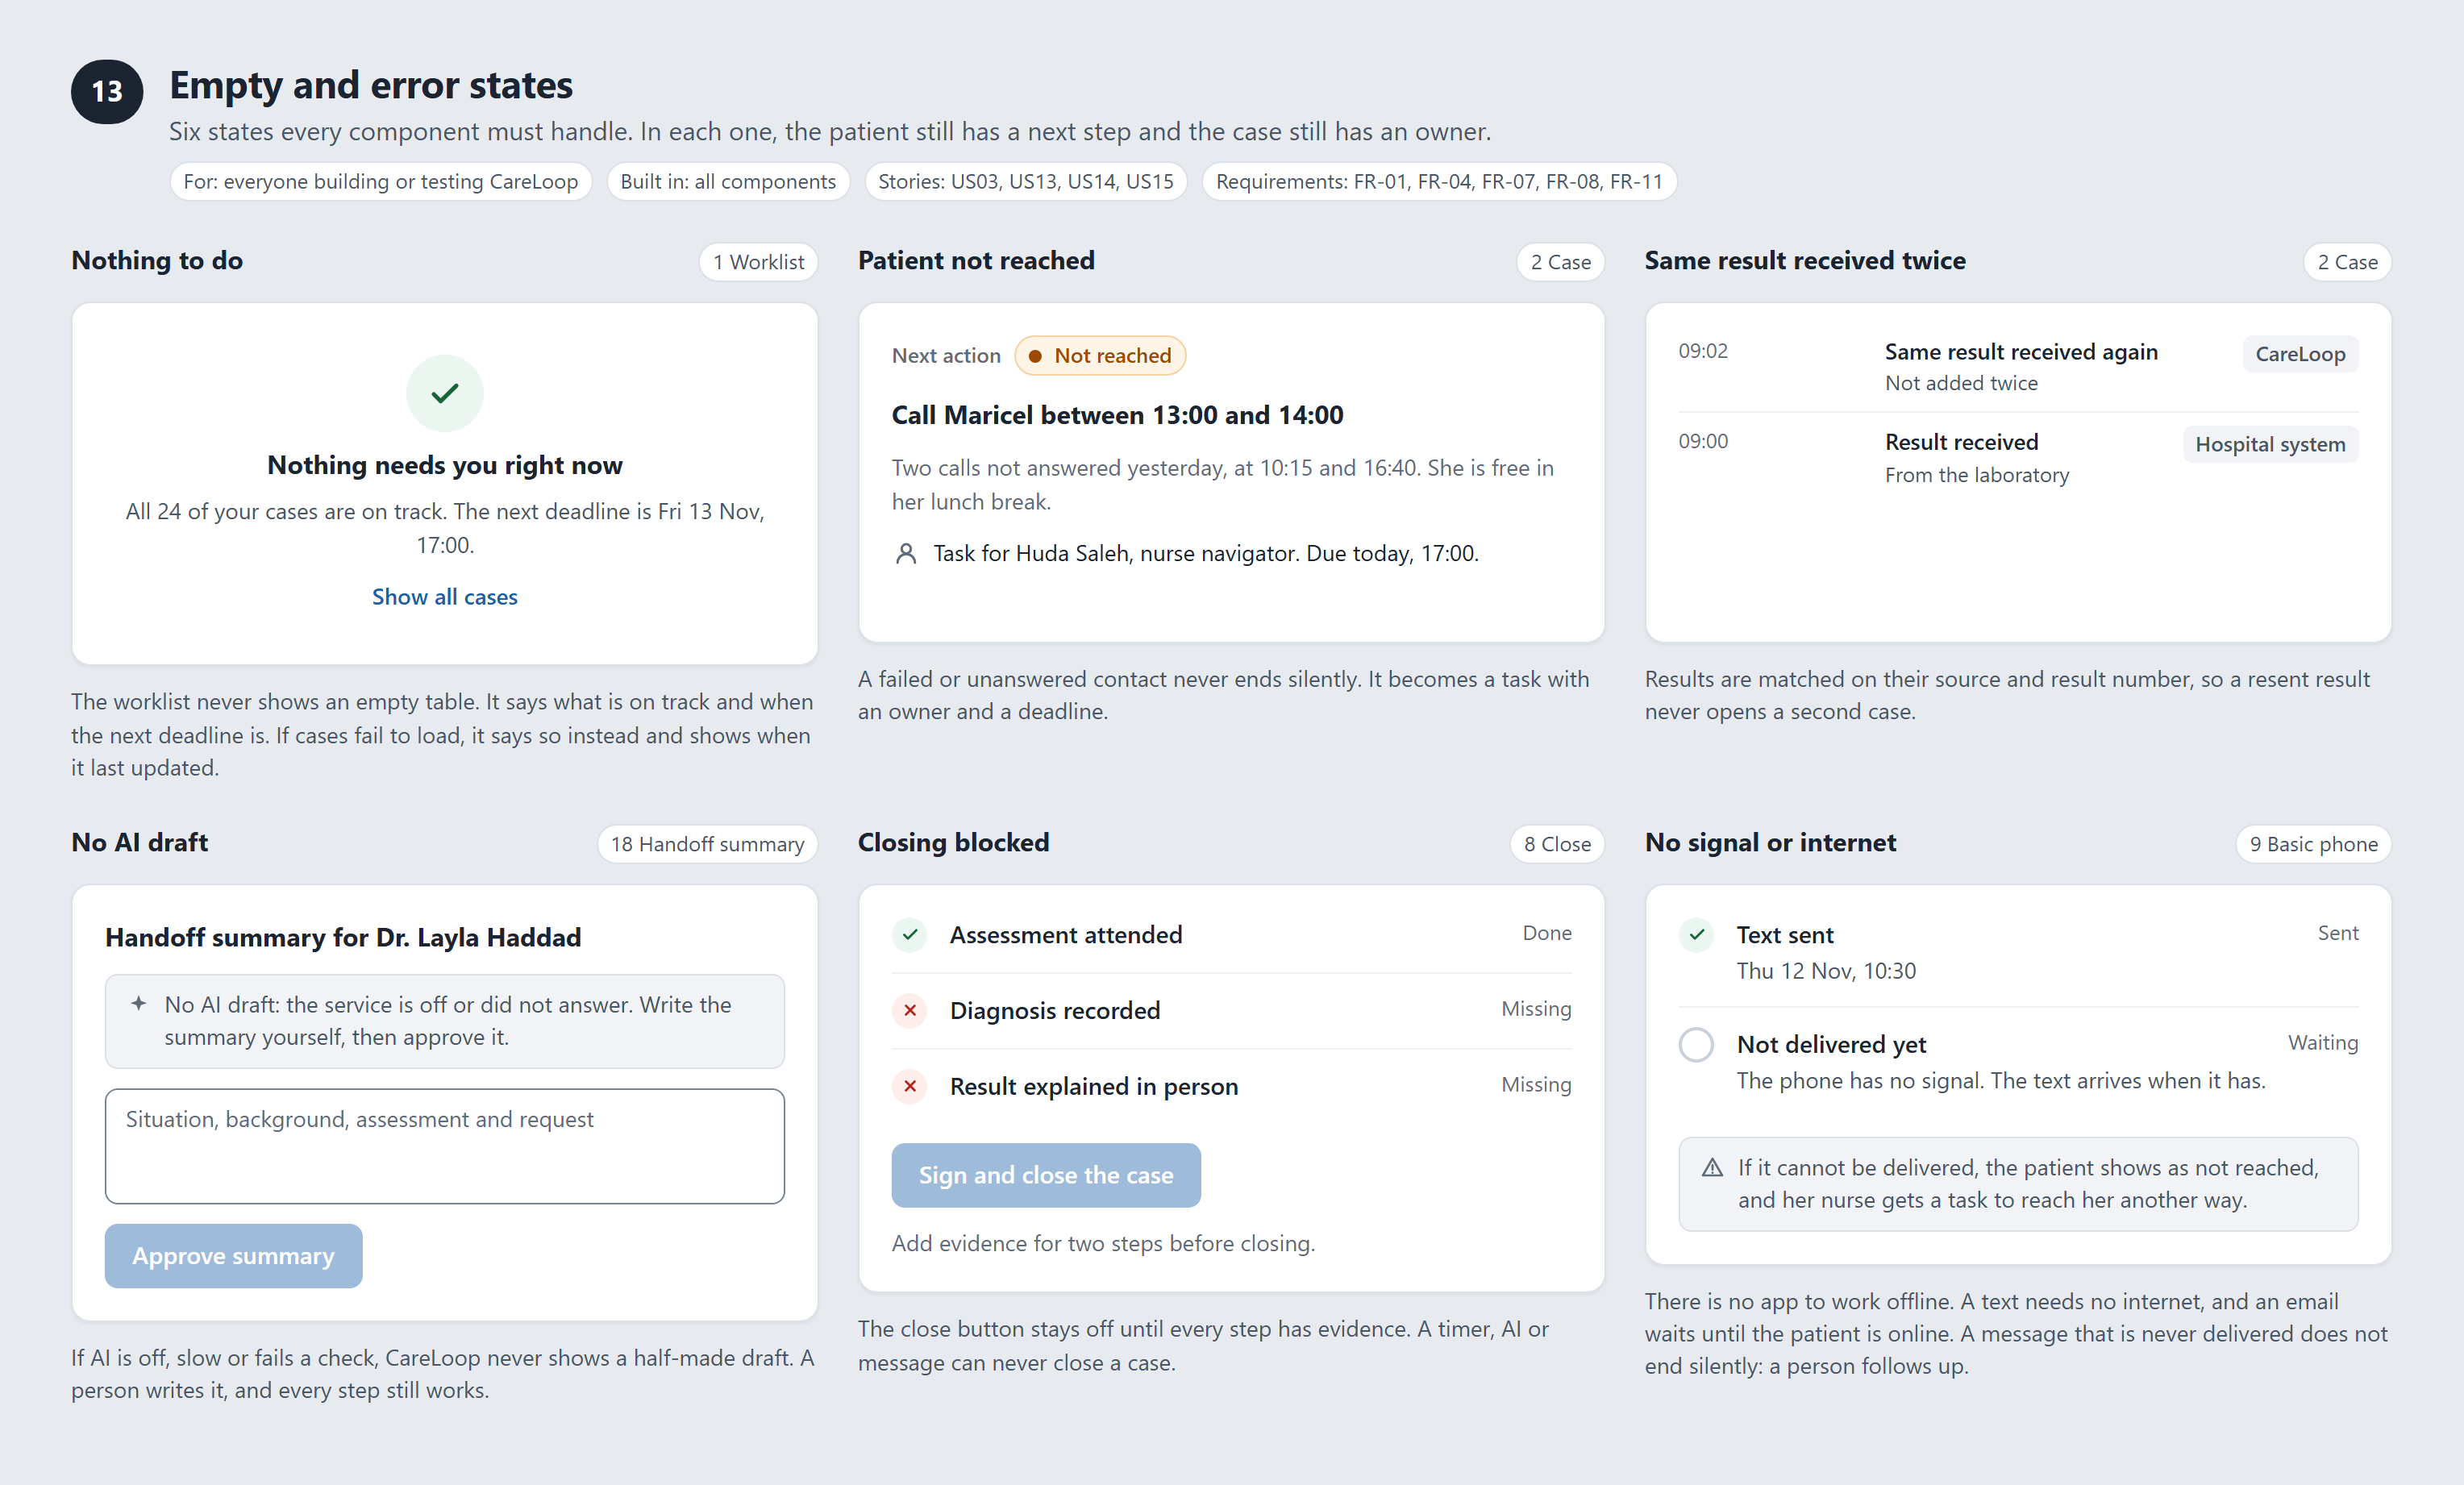 13
Empty and error states
Six states every component must handle. In each one, the patient still has a next step and the case still has an owner.
For: everyone building or testing CareLoop
Built in: all components
Stories: US03, US13, US14, US15
Requirements: FR-01, FR-04, FR-07, FR-08, FR-11
Nothing to do
1 Worklist
Nothing needs you right now
All 24 of your cases are on track. The next deadline is Fri 13 Nov,
17:00.
Show all cases
The worklist never shows an empty table. It says what is on track and when
the next deadline is. If cases fail to load, it says so instead and shows when
it last updated.
Patient not reached
2 Case
Next action
Not reached
Call Maricel between 13:00 and 14:00
Two calls not answered yesterday, at 10:15 and 16:40. She is free in
her lunch break.
Task for Huda Saleh, nurse navigator. Due today, 17:00.
A failed or unanswered contact never ends silently. It becomes a task with
an owner and a deadline.
Same result received twice
2 Case
09:02
Same result received again
CareLoop
Not added twice
09:00
Result received
Hospital system
From the laboratory
Results are matched on their source and result number, so a resent result
never opens a second case.
No AI draft
18 Handoff summary
Handoff summary for Dr. Layla Haddad
No AI draft: the service is off or did not answer. Write the
summary yourself, then approve it.
Situation, background, assessment and request
Approve summary
If AI is off, slow or fails a check, CareLoop never shows a half-made draft. A
person writes it, and every step still works.
Closing blocked
8 Close
Assessment attended
Done
Diagnosis recorded
Missing
Result explained in person
Missing
Sign and close the case
Add evidence for two steps before closing.
The close button stays off until every step has evidence. A timer, AI or
message can never close a case.
No signal or internet
9 Basic phone
Text sent
Sent
Thu 12 Nov, 10:30
Not delivered yet
Waiting
The phone has no signal. The text arrives when it has.
If it cannot be delivered, the patient shows as not reached,
and her nurse gets a task to reach her another way.
There is no app to work offline. A text needs no internet, and an email
waits until the patient is online. A message that is never delivered does not
end silently: a person follows up.